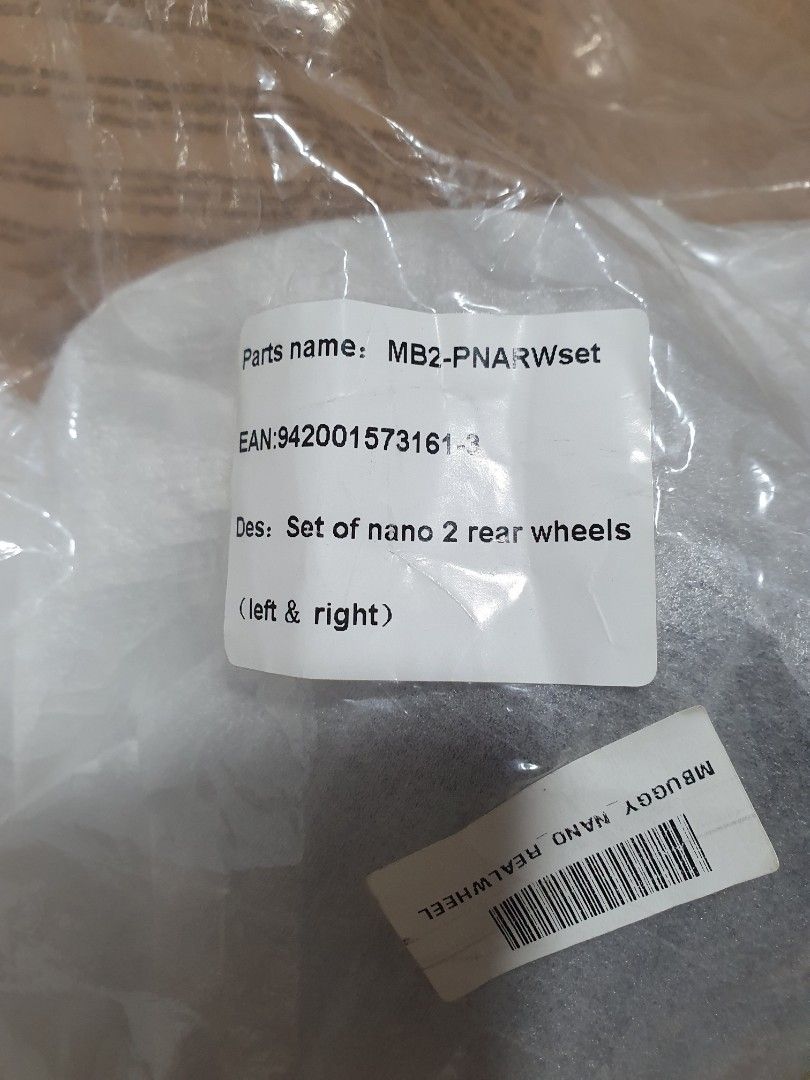 Parts name： MB2-PNARWset
EAN:942001573161-3
Des：Set of nano 2 rear wheels
（left & right）
MBUGGY_NANO_REALWHEEL